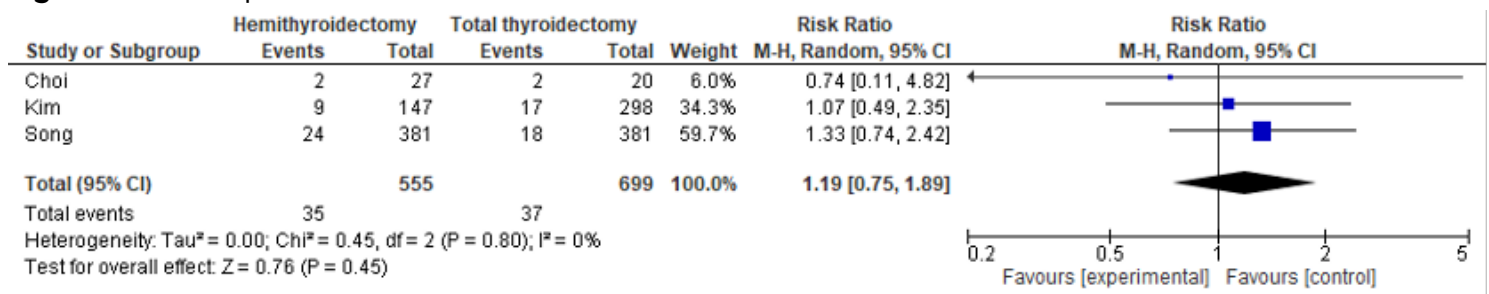 Hemithyroidectomy Total thyroidectomy Risk Ratio Risk Ratio
Study or Subgroup Events Total Events Total Weight M-H, Random, 95% CI M-H, Random, 95% CI
Choi 2 27 2 20 6.0% 0.74 [0.11, 4.82]
Kim 9 147 17 298 34.3% 1.07 [0.49, 2.35]
Song 24 381 18 381 59.7% 1.33 [0.74, 2.42]
Total (95% CI) 555 699 100.0% 1.19 [0.75, 1.89]
Total events 35 37
Heterogeneity: Tau² = 0.00; Chi² = 0.45, df = 2 (P = 0.80); I² = 0%
Test for overall effect: Z = 0.76 (P = 0.45)
0.2 0.5 1 2 5
Favours [experimental] Favours [control]